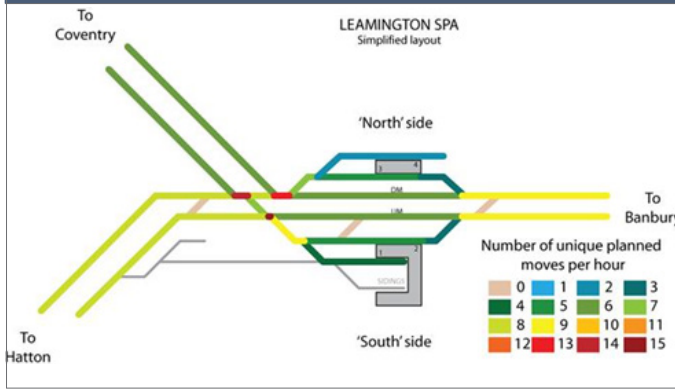 To
Coventry
LEAMINGTON SPA
Simplified layout
'North' side
3 4
DM
UM
To
Banbury
1 2
SIDINGS
'South' side
To
Hatton
Number of unique planned
moves per hour
0 1 2 3
4 5 6 7
8 9 10 11
12 13 14 15